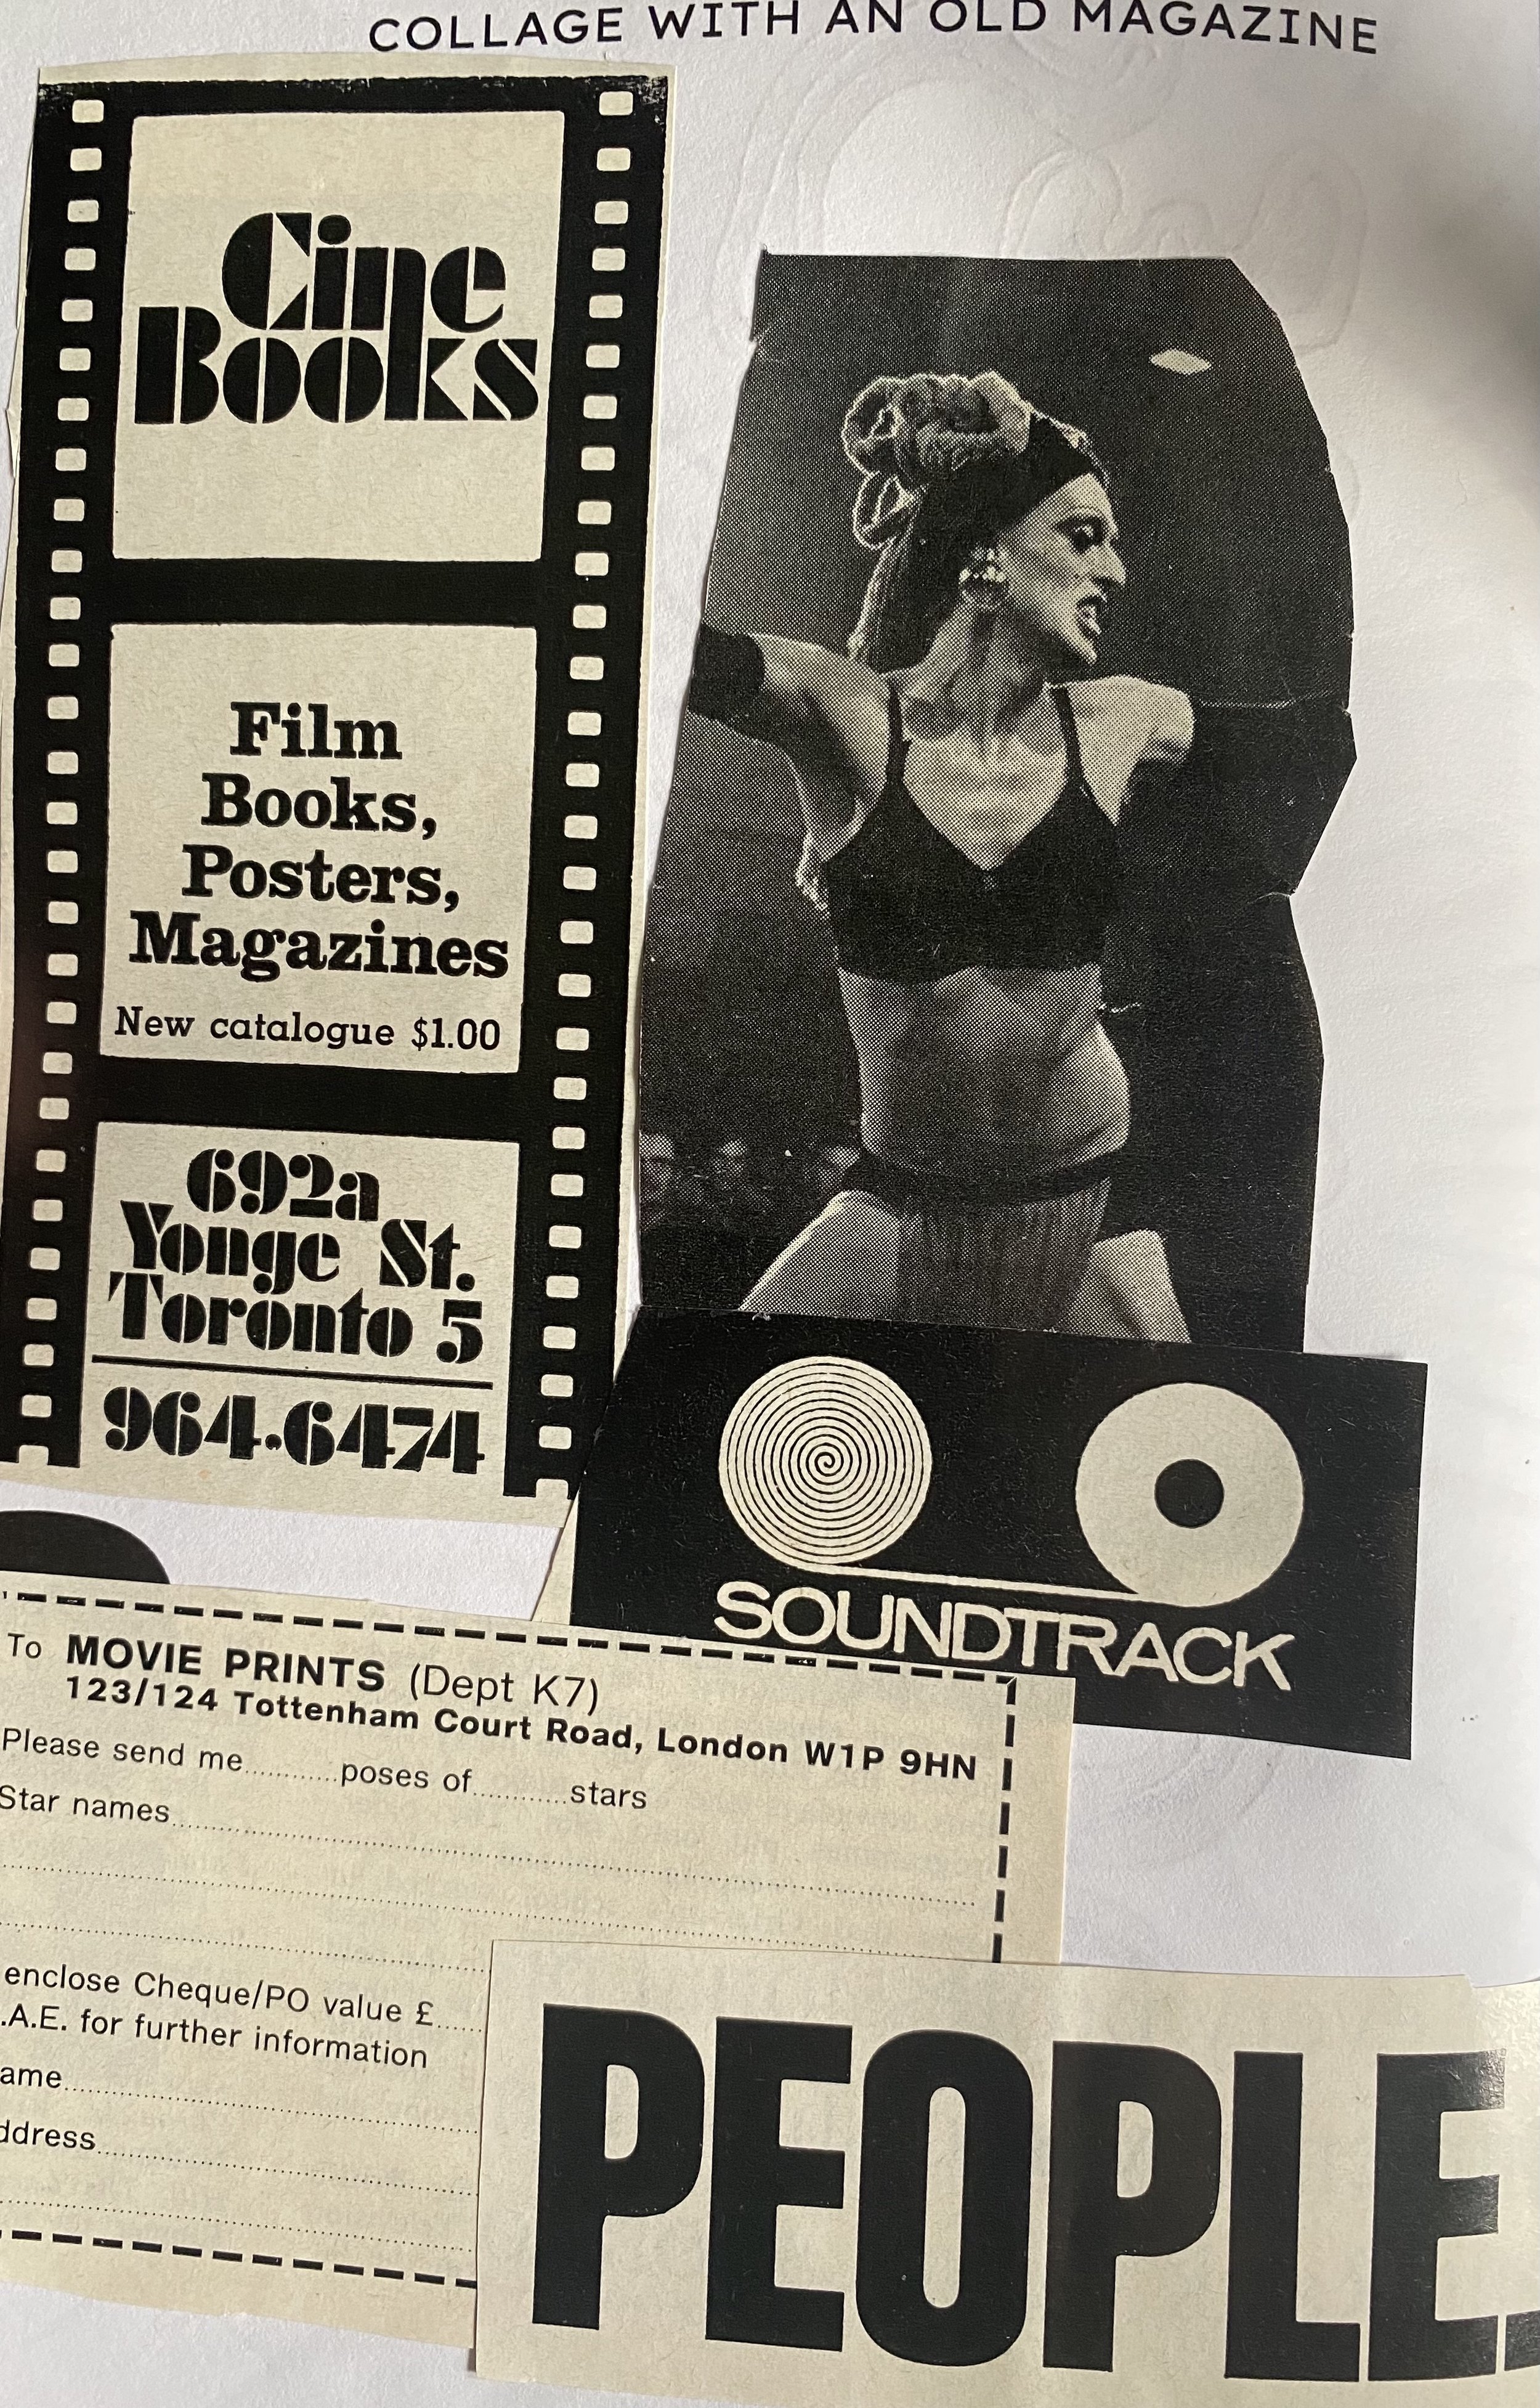 COLLAGE WITH AN OLD MAGAZINE
Cine
Books
Film
Books,
Posters,
Magazines
New catalogue $1.00
692a
Yonge St.
Toronto 5
964.6474
SOUNDTRACK
To MOVIE PRINTS (Dept K7)
123/124 Tottenham Court Road, London W1P 9HN
Please send me............poses of............stars
Star names
enclose Cheque/PO value £......
.A.E. for further information
ame
ddress
PEOPLE